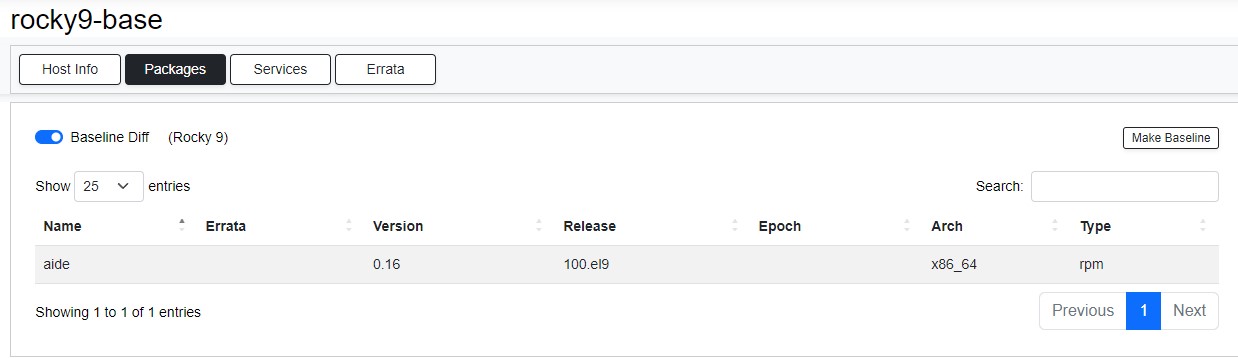 rocky9-base
Host Info Packages Services Errata
Baseline Diff (Rocky 9) Make Baseline
Show 25 entries Search:
Name Errata Version Release Epoch Arch Type
aide 0.16 100.el9 x86_64 rpm
Showing 1 to 1 of 1 entries Previous 1 Next